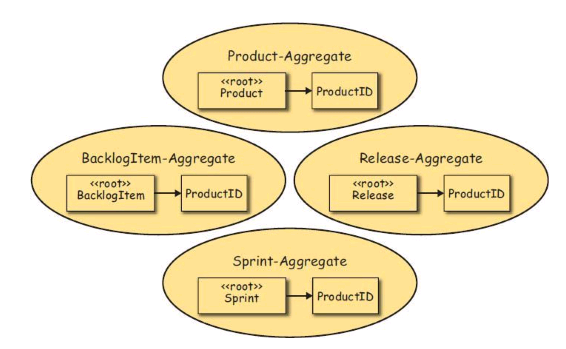 Product-Aggregate
<<root>>
Product
ProductID
BacklogItem-Aggregate
<<root>>
BacklogItem
ProductID
Release-Aggregate
<<root>>
Release
ProductID
Sprint-Aggregate
<<root>>
Sprint
ProductID